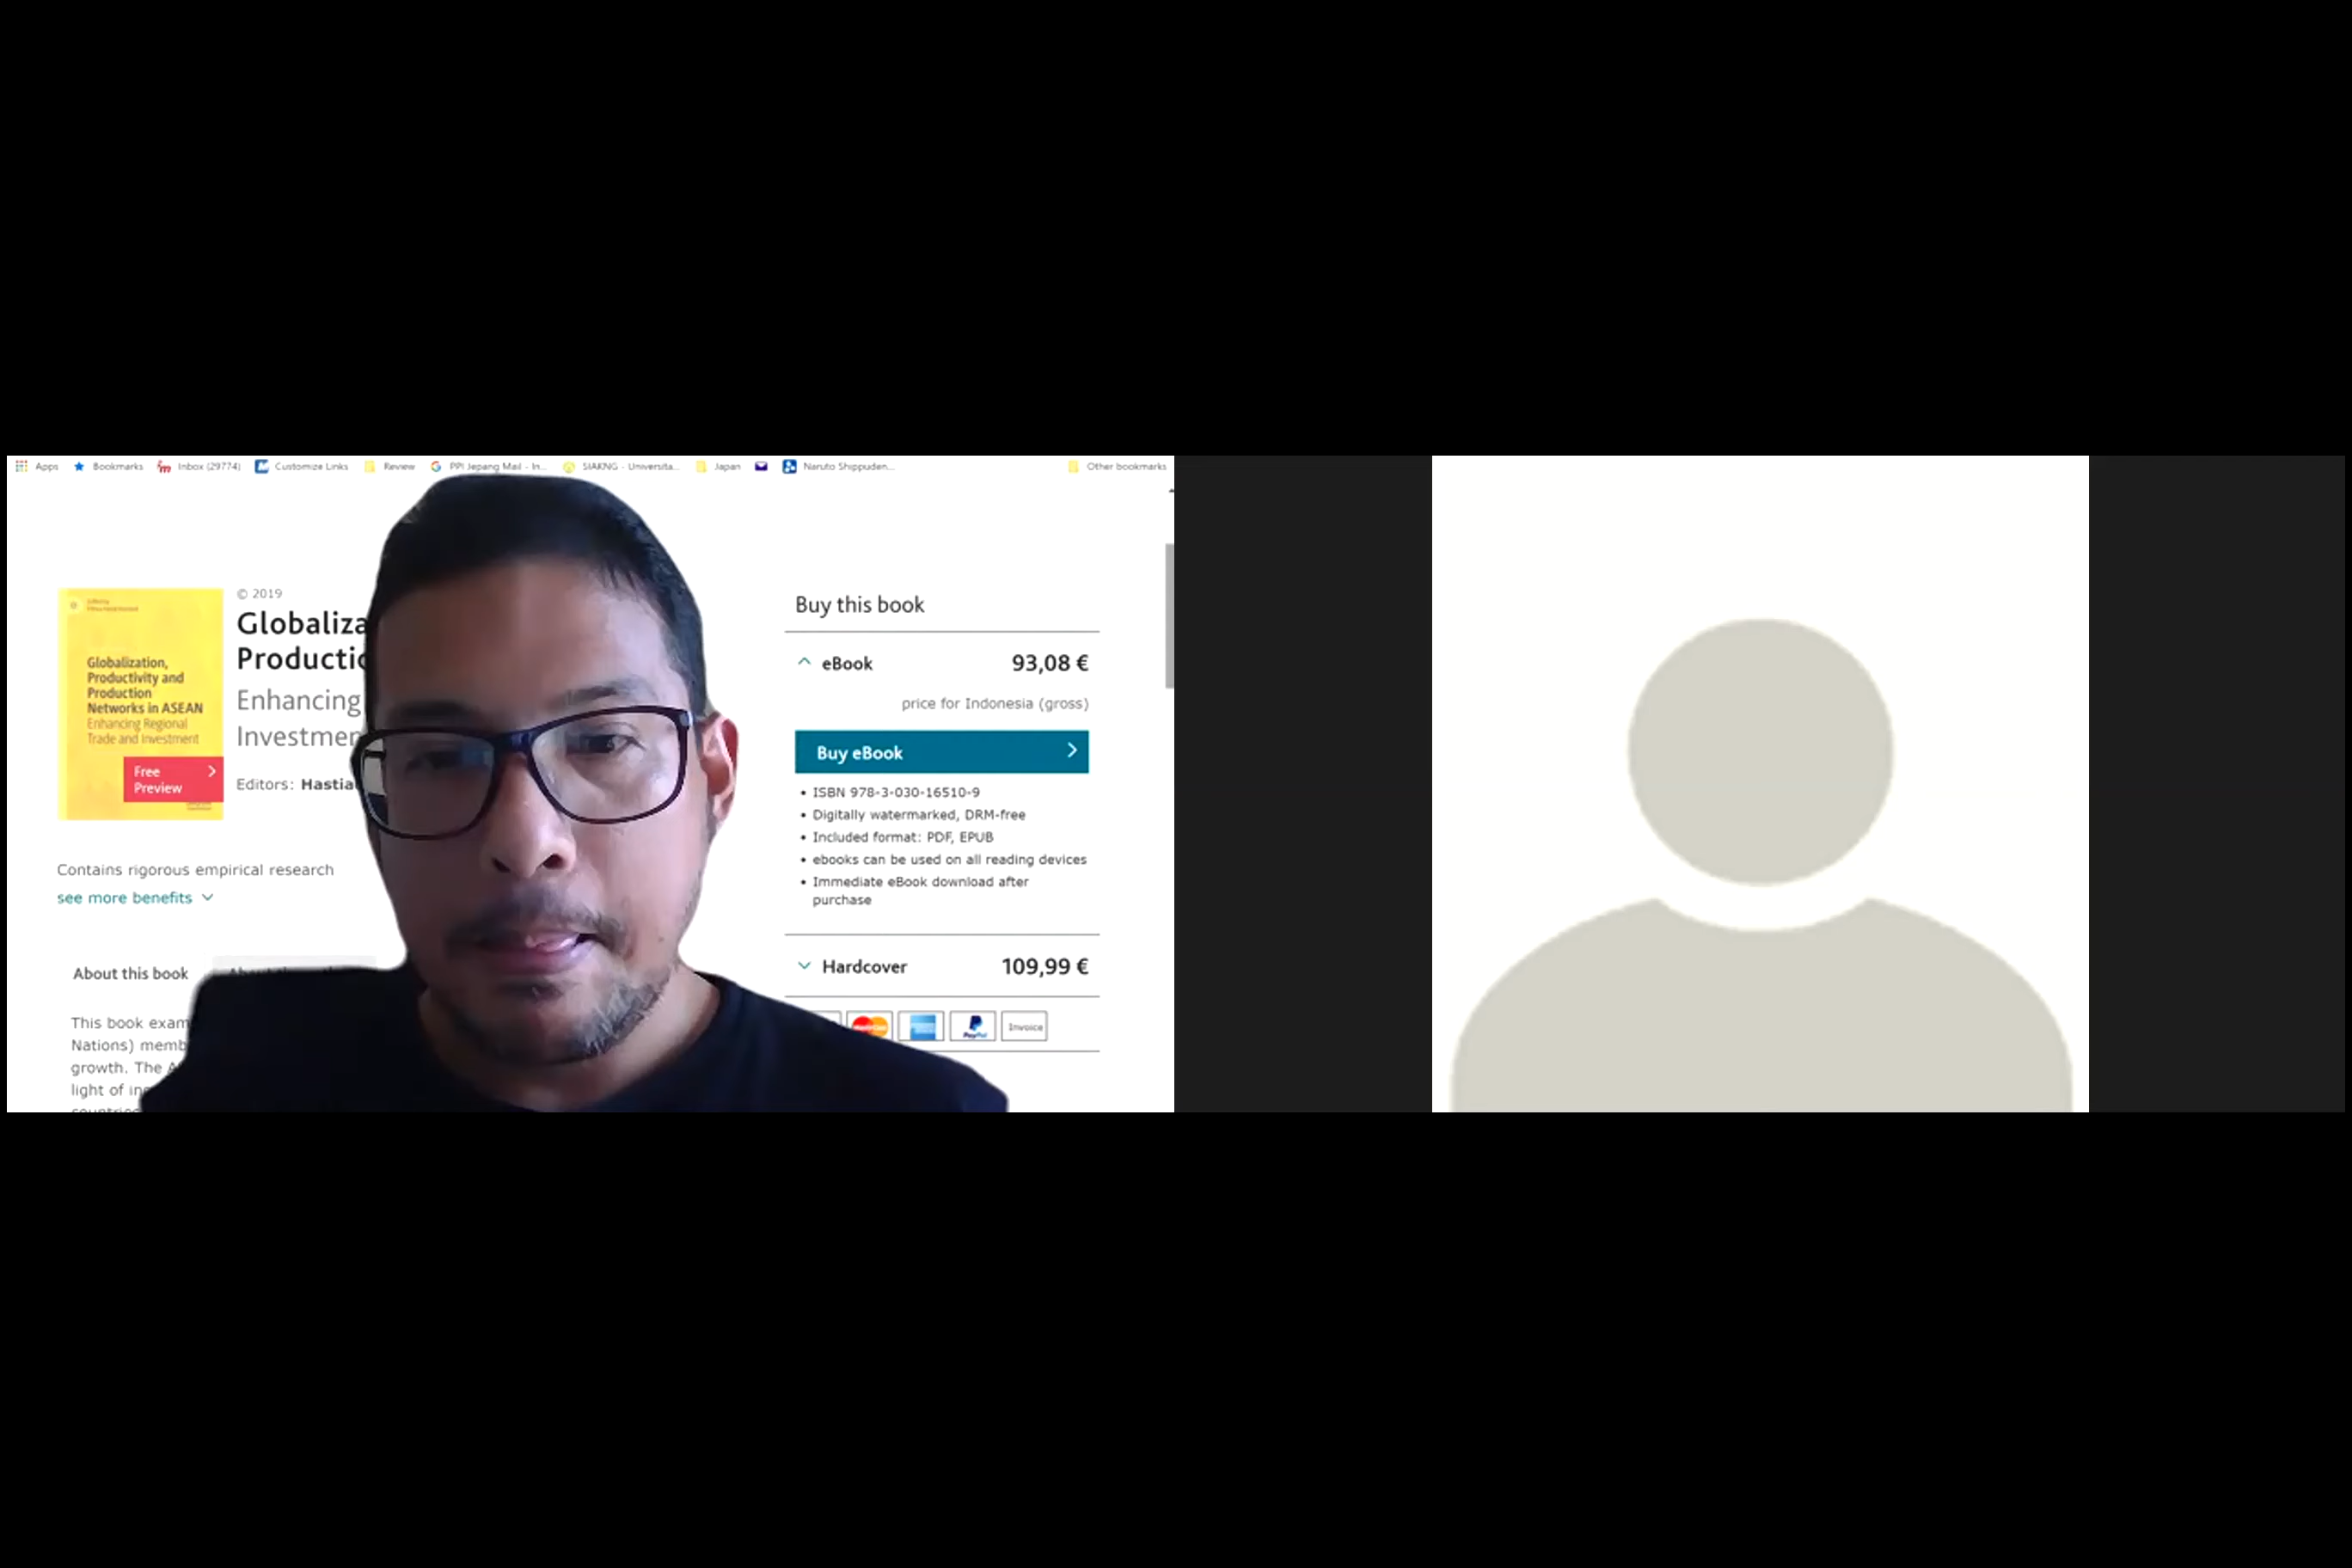 Apps Bookmarks Inbox (29774) Customize Links Review PPI Jepang Mail - In... SIAKNG - Universita... Japan Naruto Shippuden... Other bookmarks
© 2019
Globaliza
Productio
Enhancing
Investmen
Editors: Hastia
Globalization,
Productivity and
Production
Networks in ASEAN
Enhancing Regional
Trade and Investment
Free
Preview
Contains rigorous empirical research
see more benefits
About this book
This book exam
Nations) memb
growth. The A
light of in
countries
Buy this book
eBook 93,08 €
price for Indonesia (gross)
Buy eBook
• ISBN 978-3-030-16510-9
• Digitally watermarked, DRM-free
• Included format: PDF, EPUB
• ebooks can be used on all reading devices
• Immediate eBook download after
purchase
Hardcover 109,99 €
PayPal Invoice